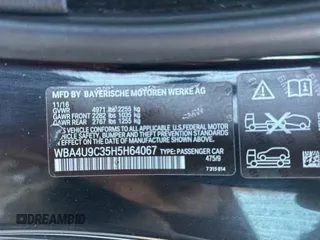 MFD BY BAYERISCHE MOTOREN WERKE AG
11/16
GVWR 4971 lbs 2255 kg
GAWR FRONT 2282 lbs 1035 kg
GAWR REAR 2767 lbs 1255 kg
THIS VEHICLE CONFORMS TO ALL APPLICABLE U.S. FEDERAL MOTOR VEHICLE SAFETY, BUMPER AND THEFT PREVENTION STANDARDS IN EFFECT ON THE DATE OF MANUFACTURE SHOWN ABOVE.
WBA4U9C35H5H64067
TYPE: PASSENGER CAR
475/9
7 315 614
DREAMBID